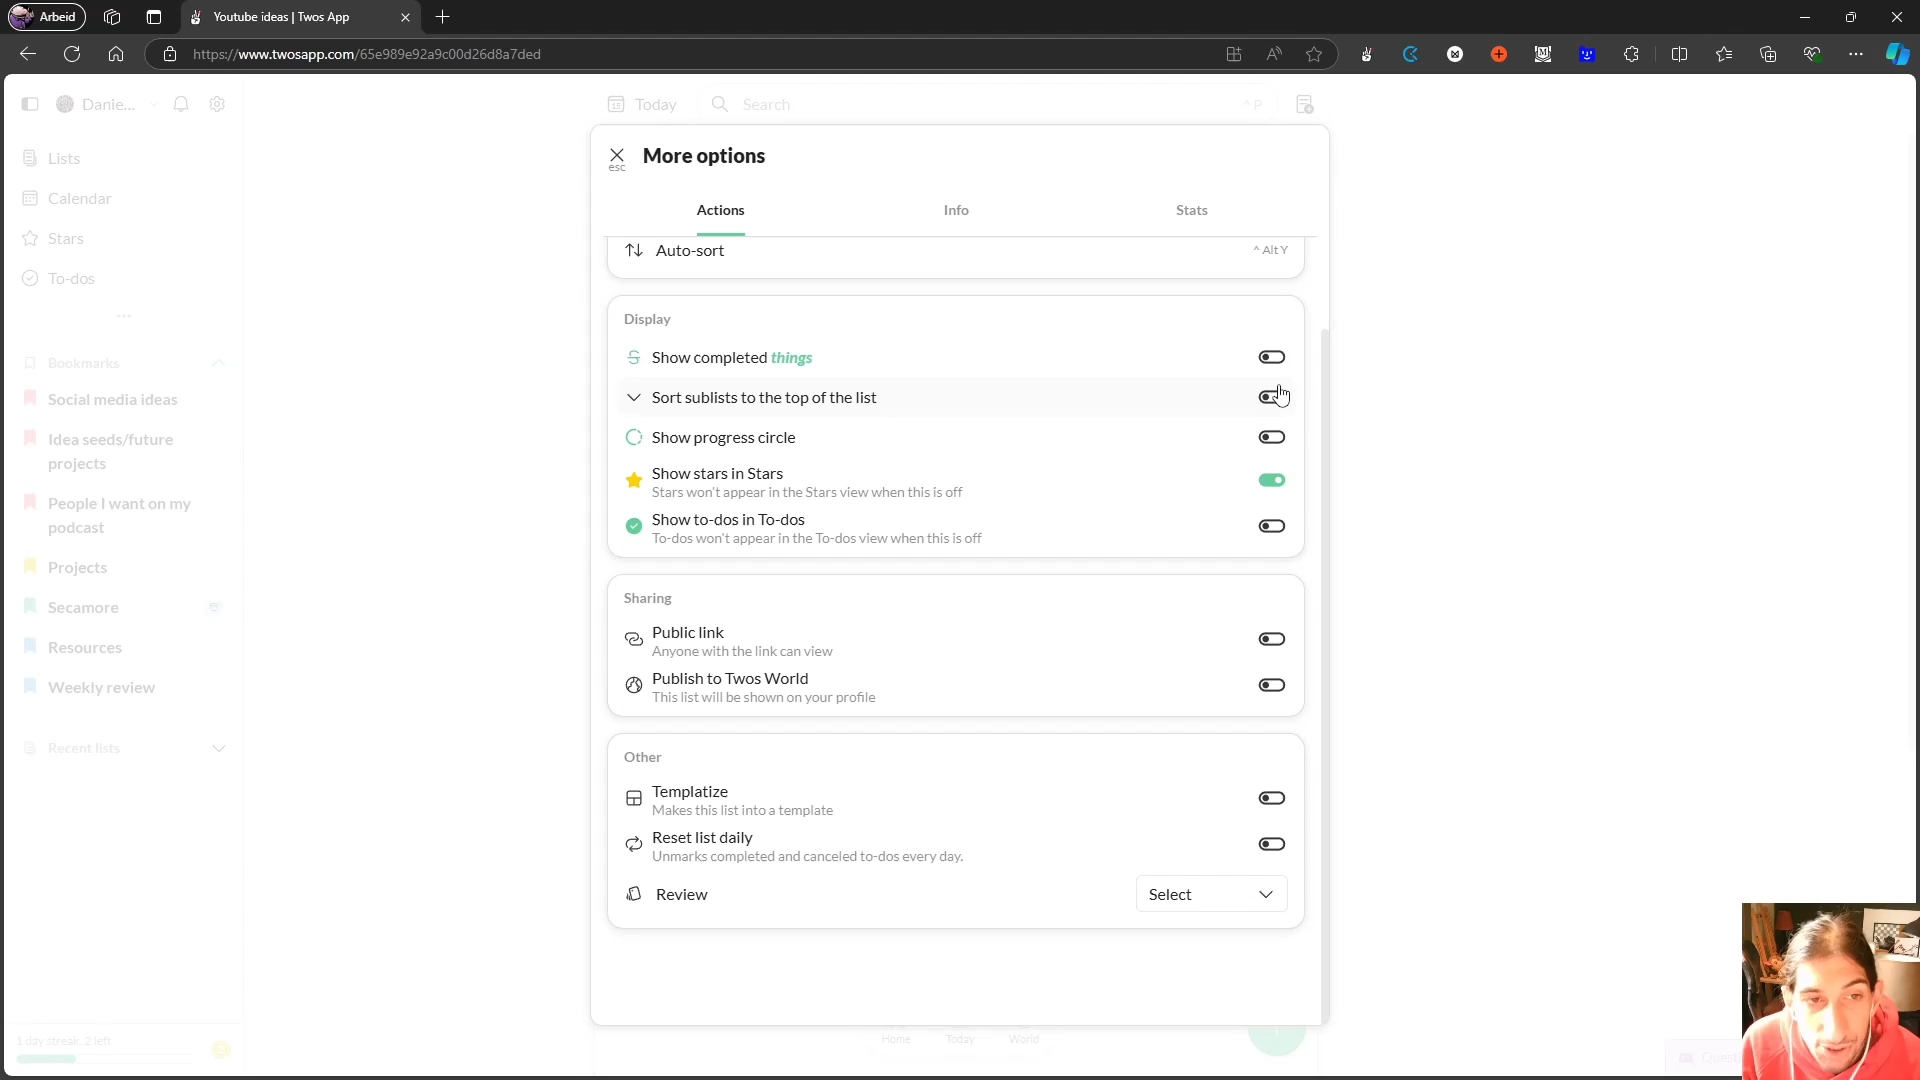 Arbeid
Youtube ideas | Twos App
https://www.twosapp.com/65e989e92a9c00d26d8a7ded
Danie...
Today
Search
^ P
Lists
Calendar
Stars
To-dos
Bookmarks
Social media ideas
Idea seeds/future
projects
People I want on my
podcast
Projects
Secamore
Resources
Weekly review
Recent lists
1 day streak, 2 left
esc
More options
Actions
Info
Stats
Auto-sort
^ Alt Y
Display
Show completed things
Sort sublists to the top of the list
Show progress circle
Show stars in Stars
Stars won't appear in the Stars view when this is off
Show to-dos in To-dos
To-dos won't appear in the To-dos view when this is off
Sharing
Public link
Anyone with the link can view
Publish to Twos World
This list will be shown on your profile
Other
Templatize
Makes this list into a template
Reset list daily
Unmarks completed and canceled to-dos every day.
Review
Select
Home
Today
World